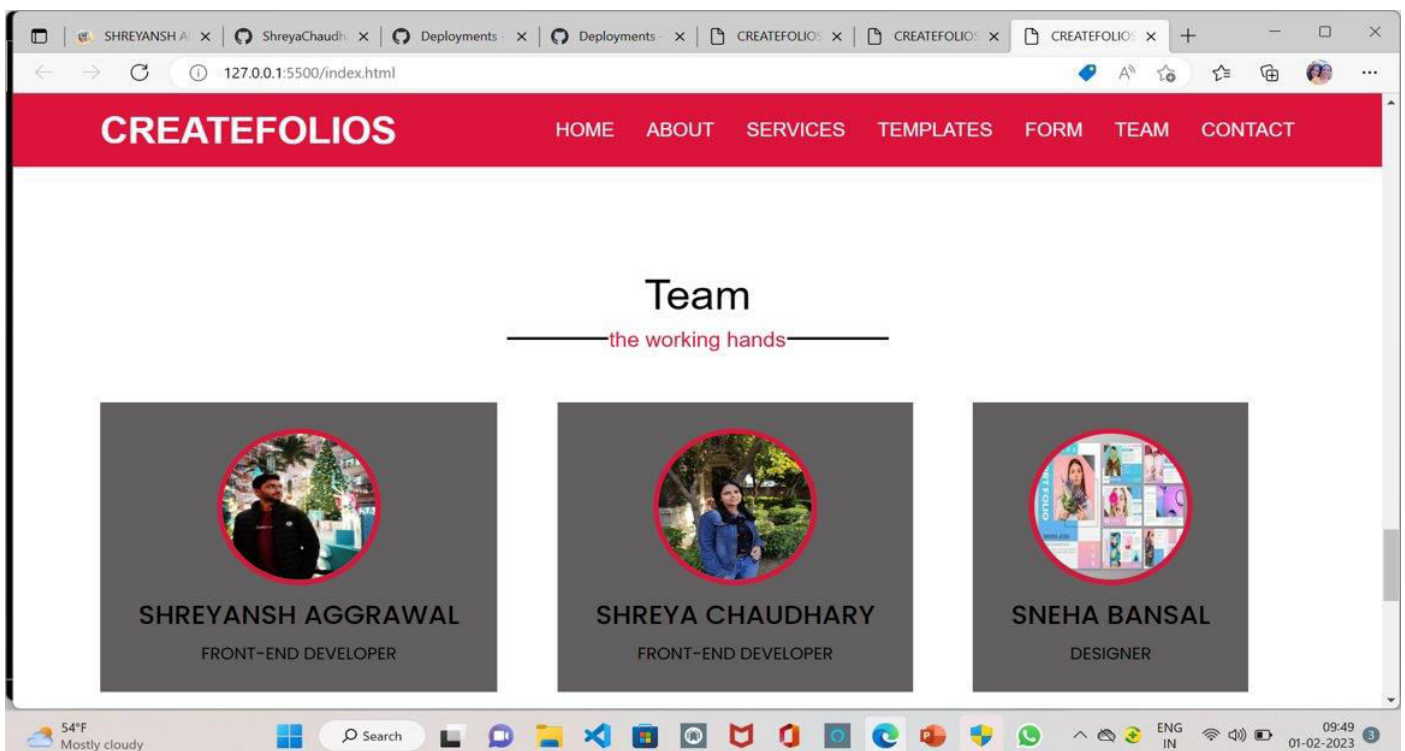 SHREYANSH A
ShreyaChaudh
Deployments
Deployments
CREATEFOLIOS
CREATEFOLIOS
CREATEFOLIOS
127.0.0.1:5500/index.html
CREATEFOLIOS
HOME ABOUT SERVICES TEMPLATES FORM TEAM CONTACT
Team
the working hands
SHREYANSH AGGRAWAL
FRONT-END DEVELOPER
SHREYA CHAUDHARY
FRONT-END DEVELOPER
SNEHA BANSAL
DESIGNER
54°F
Mostly cloudy
Search
ENG
IN
09:49
01-02-2023
3